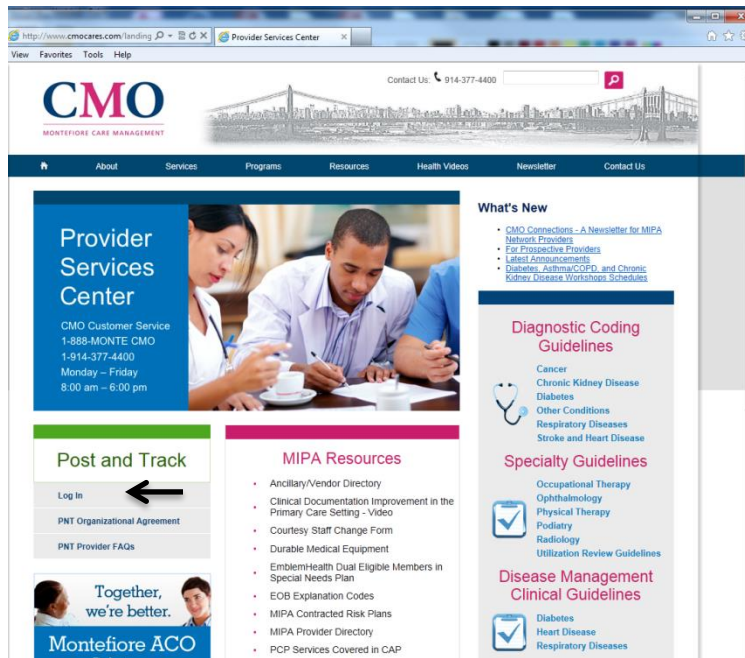 http://www.cmocares.com/landing
Provider Services Center
View Favorites Tools Help
CMO
MONTEFIORE CARE MANAGEMENT
Contact Us: 914-377-4400
About Services Programs Resources Health Videos Newsletter Contact Us
Provider
Services
Center
CMO Customer Service
1-888-MONTE CMO
1-914-377-4400
Monday – Friday
8:00 am – 6:00 pm
What's New
• CMO Connections - A Newsletter for MIPA
Network Providers
• For Prospective Providers
• Latest Announcements
• Diabetes, Asthma/COPD, and Chronic
Kidney Disease Workshops Schedules
Post and Track
Log In
PNT Organizational Agreement
PNT Provider FAQs
Together,
we're better.
Montefiore ACO
MIPA Resources
• Ancillary/Vendor Directory
• Clinical Documentation Improvement in the
Primary Care Setting - Video
• Courtesy Staff Change Form
• Durable Medical Equipment
• EmblemHealth Dual Eligible Members in
Special Needs Plan
• EOB Explanation Codes
• MIPA Contracted Risk Plans
• MIPA Provider Directory
• PCP Services Covered in CAP
Diagnostic Coding
Guidelines
Cancer
Chronic Kidney Disease
Diabetes
Other Conditions
Respiratory Diseases
Stroke and Heart Disease
Specialty Guidelines
Occupational Therapy
Ophthalmology
Physical Therapy
Podiatry
Radiology
Utilization Review Guidelines
Disease Management
Clinical Guidelines
Diabetes
Heart Disease
Respiratory Diseases